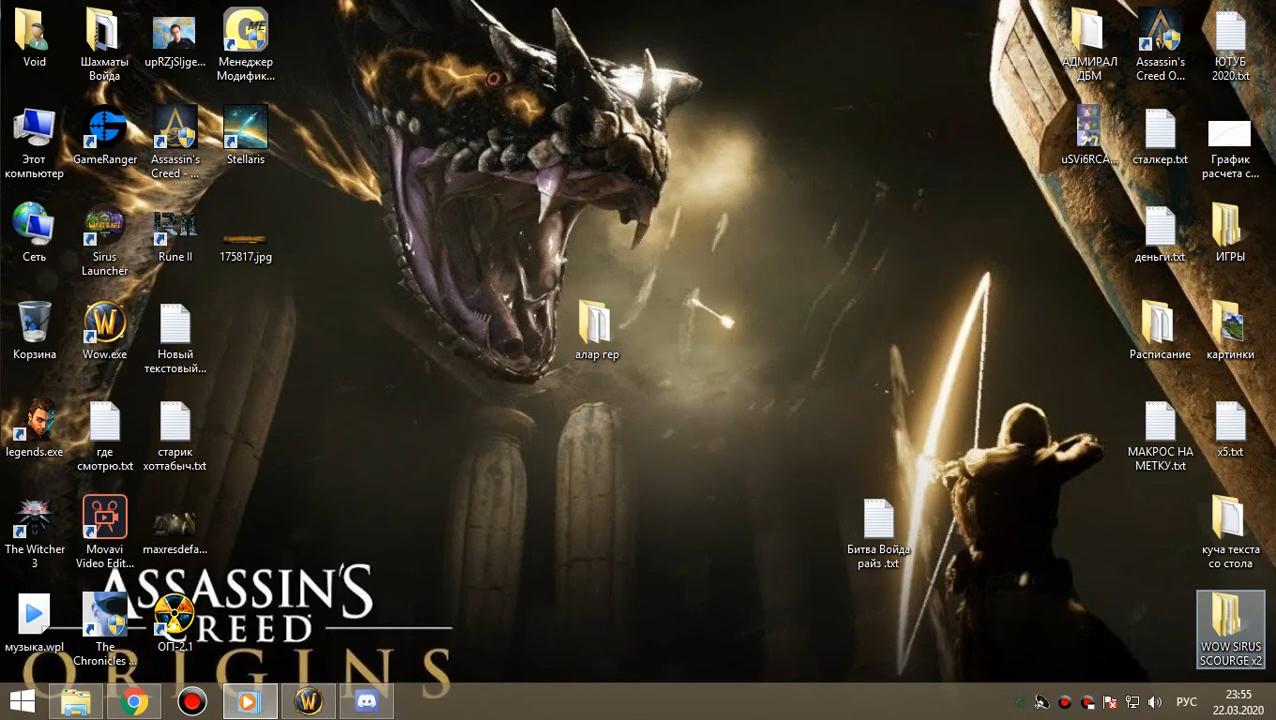 Void
Шахматы
Войда
upRZjSljge...
Менеджер
Модифик...
Этот
компьютер
GameRanger
Assassin's
Creed - ...
Stellaris
Сеть
Sirus
Launcher
Rune II
175817.jpg
Корзина
Wow.exe
Новый
текстовый...
legends.exe
где
смотрю.txt
старик
хоттабыч.txt
The Witcher
3
Movavi
Video Edit...
maxresdefa...
музыка.wpl
The
Chronicles ...
ОП-2.1
алар гер
Битва Войда
райз .txt
АДМИРАЛ
ДБМ
Assassin's
Creed O...
ЮТУБ
2020.txt
uSVi6RCA...
сталкер.txt
График
расчета с...
деньги.txt
ИГРЫ
Расписание
картинки
МАКРОС НА
МЕТКУ.txt
x5.txt
куча текста
со стола
WOW SIRUS
SCOURGE x2
ASSASSIN'S
CREED
ORIGINS
РУС
23:55
22.03.2020